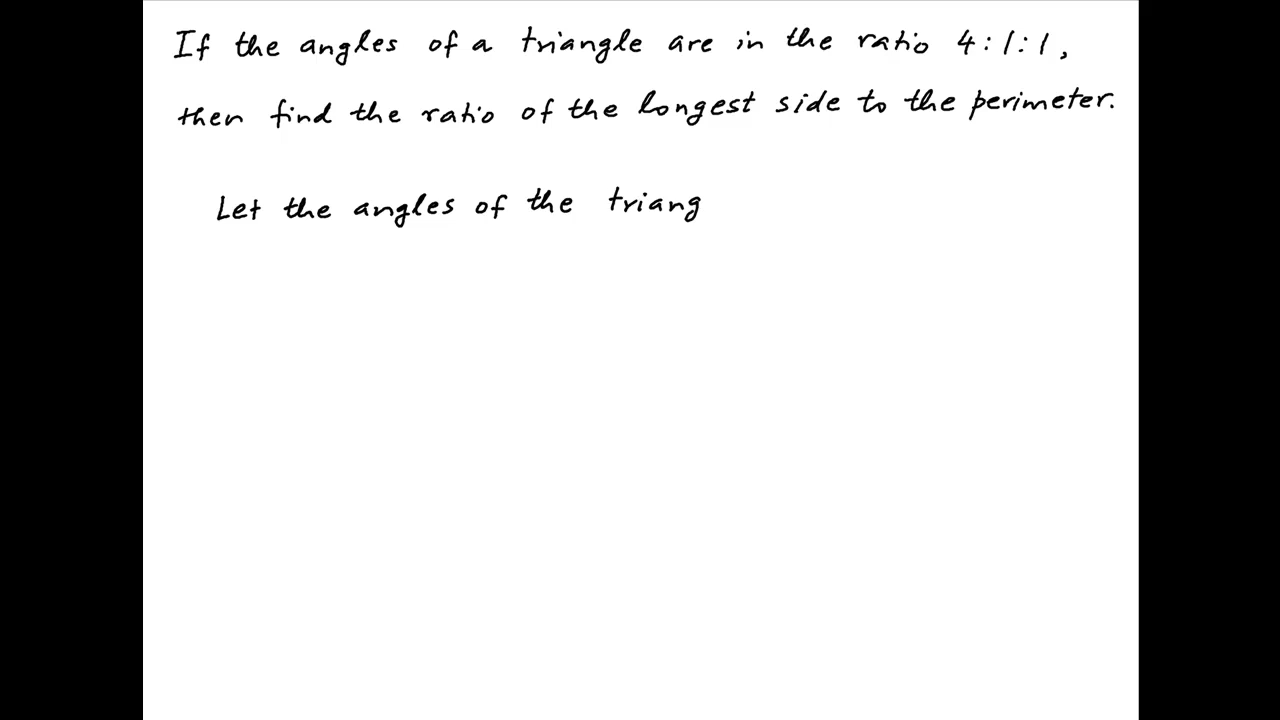 If the angles of a triangle are in the ratio 4:1:1,
then find the ratio of the longest side to the perimeter.
Let the angles of the triang